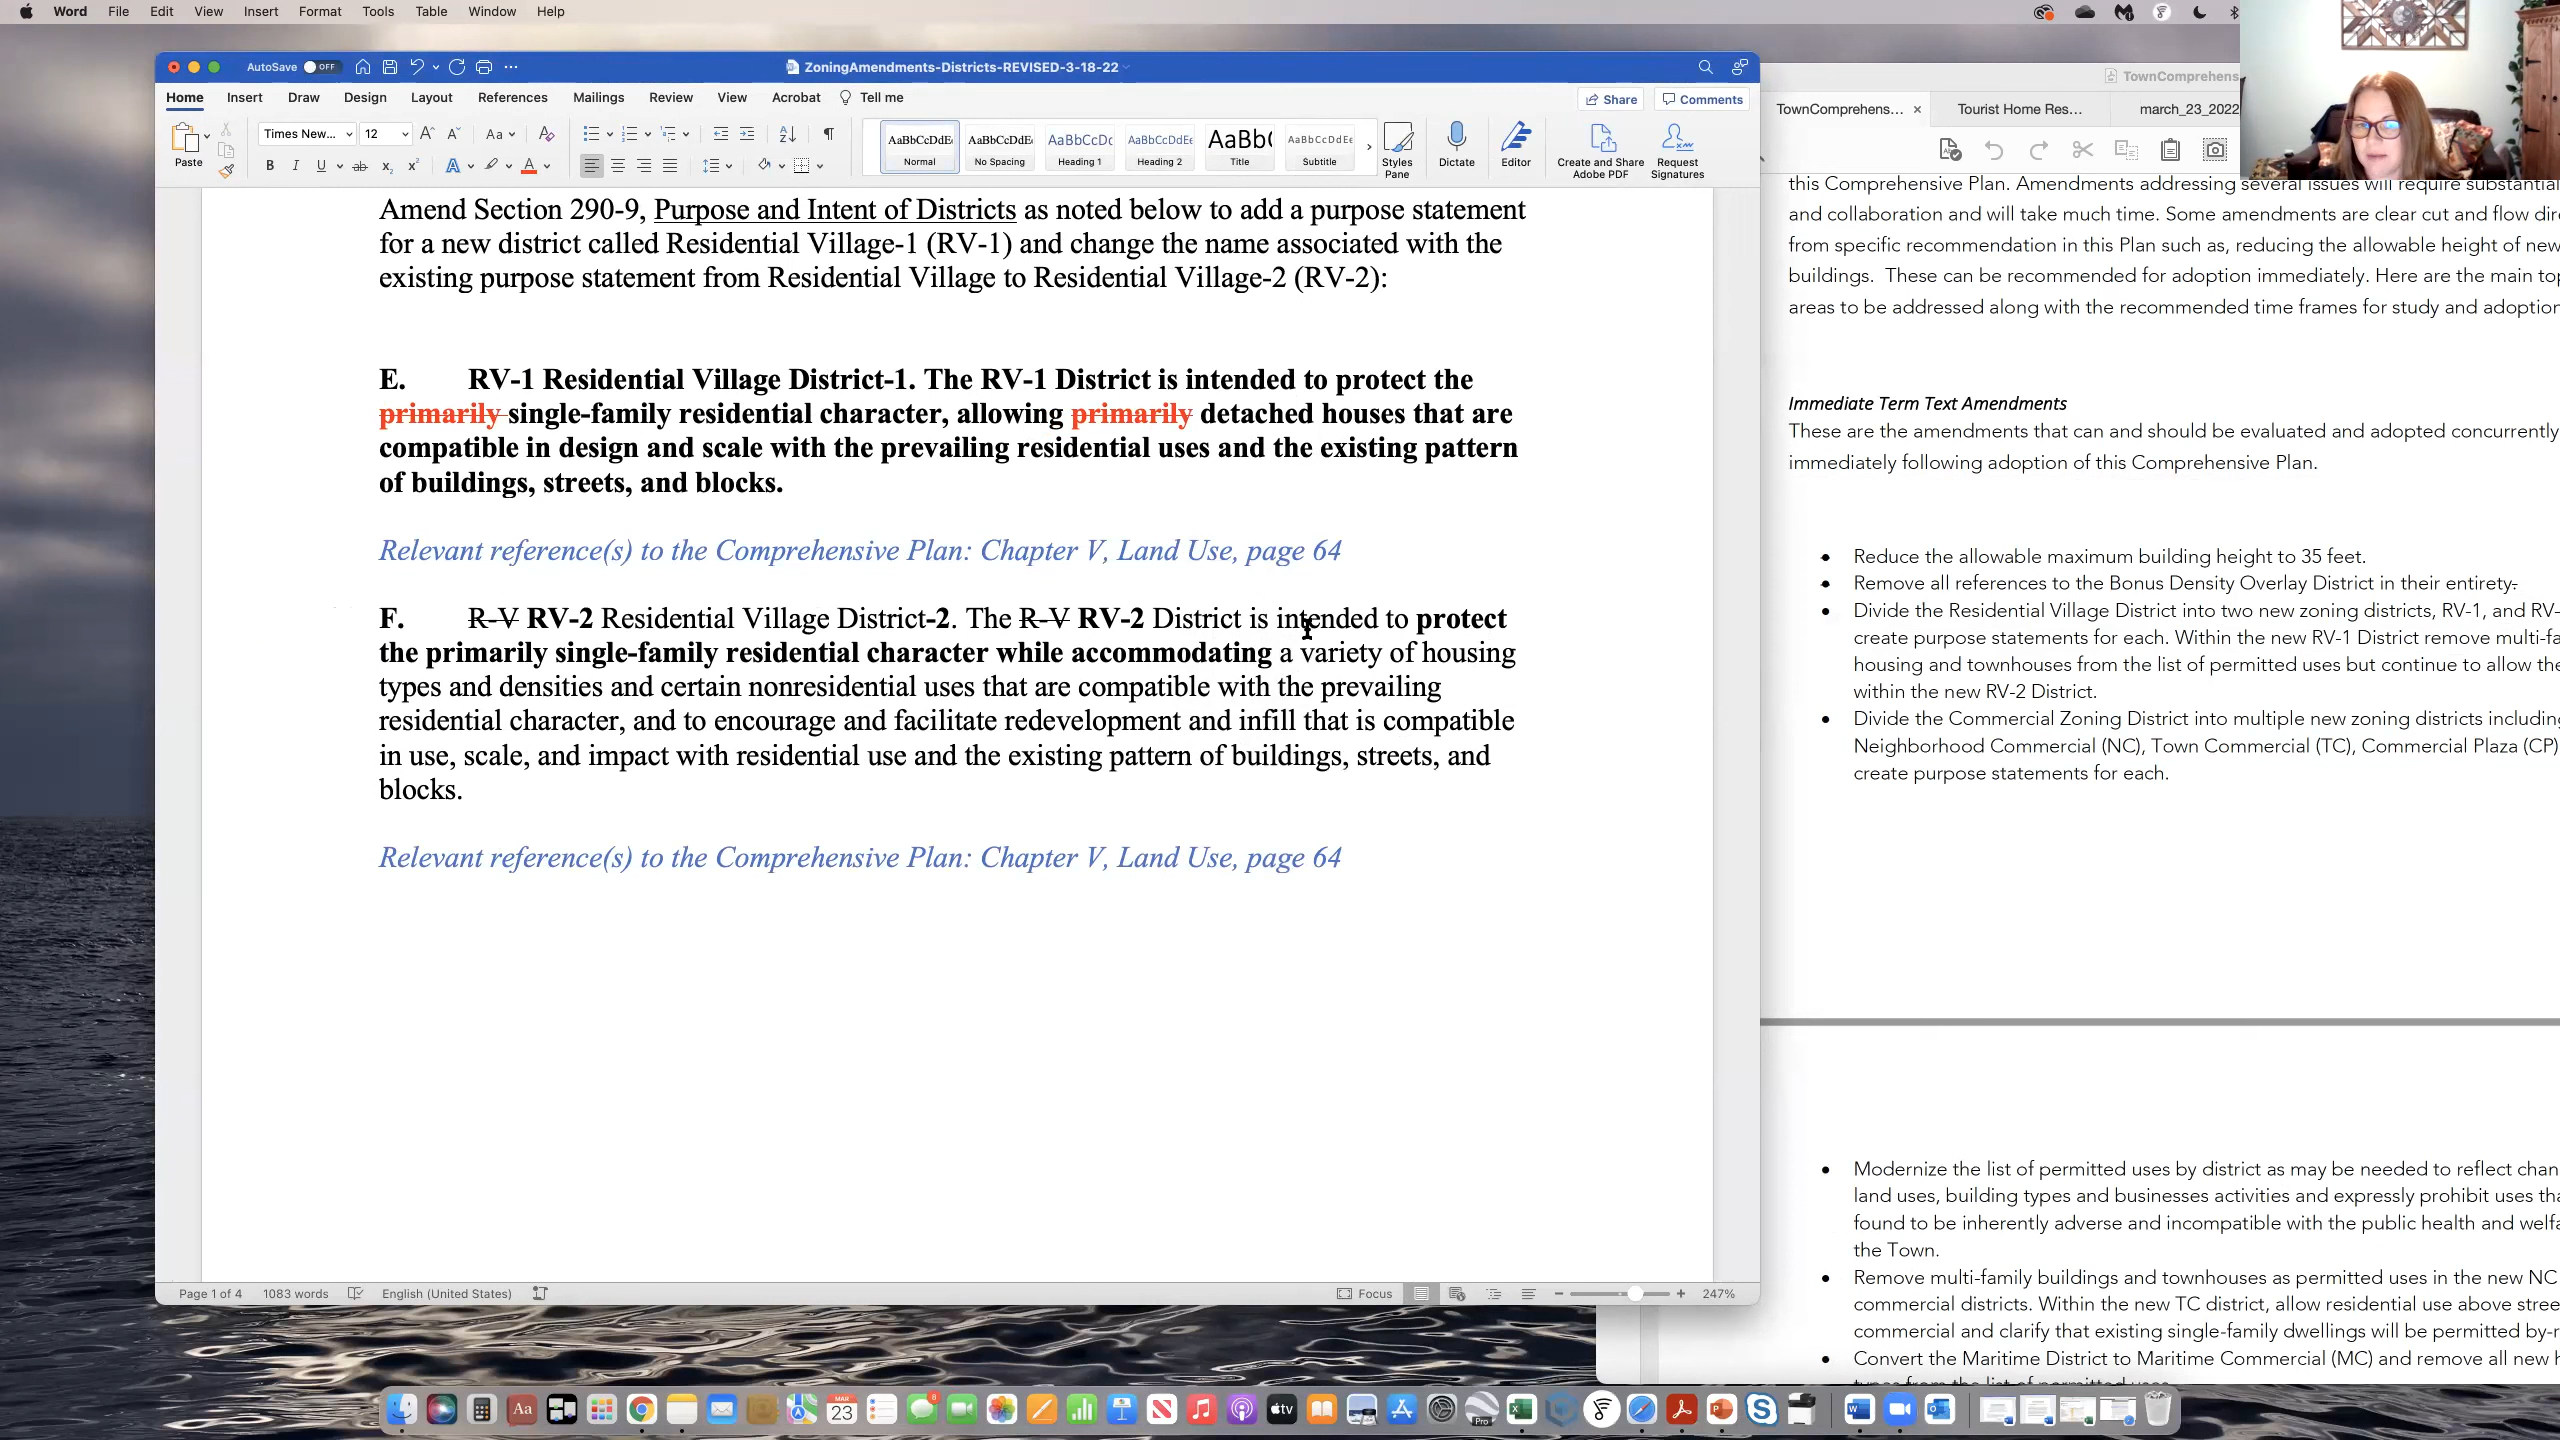 Word File Edit View Insert Format Tools Table Window Help
AutoSave OFF
ZoningAmendments-Districts-REVISED-3-18-22
Home Insert Draw Design Layout References Mailings Review View Acrobat Tell me
Share Comments
Paste
Times New... 12
AaBbCcDdEe Normal
AaBbCcDdEe No Spacing
AaBbCcDc Heading 1
AaBbCcDdEe Heading 2
AaBb( Title
AaBbCcDdEe Subtitle
Styles Pane
Dictate
Editor
Create and Share Adobe PDF
Request Signatures
Amend Section 290-9, Purpose and Intent of Districts as noted below to add a purpose statement
for a new district called Residential Village-1 (RV-1) and change the name associated with the
existing purpose statement from Residential Village to Residential Village-2 (RV-2):
E. RV-1 Residential Village District-1. The RV-1 District is intended to protect the
primarily single-family residential character, allowing primarily detached houses that are
compatible in design and scale with the prevailing residential uses and the existing pattern
of buildings, streets, and blocks.
Relevant reference(s) to the Comprehensive Plan: Chapter V, Land Use, page 64
F. R-V RV-2 Residential Village District-2. The R-V RV-2 District is intended to protect
the primarily single-family residential character while accommodating a variety of housing
types and densities and certain nonresidential uses that are compatible with the prevailing
residential character, and to encourage and facilitate redevelopment and infill that is compatible
in use, scale, and impact with residential use and the existing pattern of buildings, streets, and
blocks.
Relevant reference(s) to the Comprehensive Plan: Chapter V, Land Use, page 64
Page 1 of 4 1083 words English (United States) Focus 247%
TownComprehens
TownComprehens... × Tourist Home Res... march_23_2022
this Comprehensive Plan. Amendments addressing several issues will require substantial
and collaboration and will take much time. Some amendments are clear cut and flow dir
from specific recommendation in this Plan such as, reducing the allowable height of new
buildings. These can be recommended for adoption immediately. Here are the main top
areas to be addressed along with the recommended time frames for study and adoption
Immediate Term Text Amendments
These are the amendments that can and should be evaluated and adopted concurrently
immediately following adoption of this Comprehensive Plan.
• Reduce the allowable maximum building height to 35 feet.
• Remove all references to the Bonus Density Overlay District in their entirety.
• Divide the Residential Village District into two new zoning districts, RV-1, and RV-
create purpose statements for each. Within the new RV-1 District remove multi-fa
housing and townhouses from the list of permitted uses but continue to allow the
within the new RV-2 District.
• Divide the Commercial Zoning District into multiple new zoning districts including
Neighborhood Commercial (NC), Town Commercial (TC), Commercial Plaza (CP)
create purpose statements for each.
• Modernize the list of permitted uses by district as may be needed to reflect chan
land uses, building types and businesses activities and expressly prohibit uses tha
found to be inherently adverse and incompatible with the public health and welfa
the Town.
• Remove multi-family buildings and townhouses as permitted uses in the new NC
commercial districts. Within the new TC district, allow residential use above stree
commercial and clarify that existing single-family dwellings will be permitted by-r
• Convert the Maritime District to Maritime Commercial (MC) and remove all new h
types from the list of permitted uses
MAR
23
8
tv
Pro